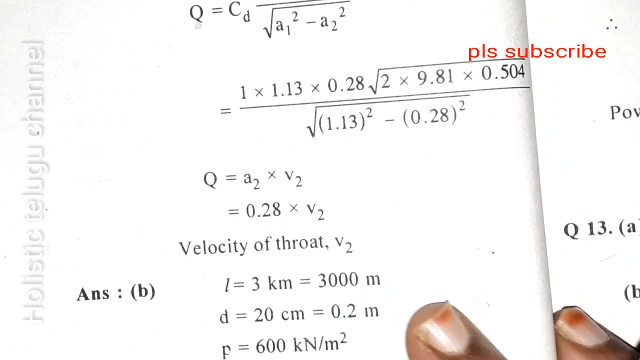 Q = C_d / √(a₁² − a₂²)
pls subscribe
= (1 × 1.13 × 0.28 √(2 × 9.81 × 0.504)) / √((1.13)² − (0.28)²)
Q = a₂ × v₂
= 0.28 × v₂
Velocity of throat, v₂
Ans : (b)
l = 3 km = 3000 m
d = 20 cm = 0.2 m
p = 600 kN/m²
∴
Pov
Q 13. (a)
(b
Holistic telugu channel